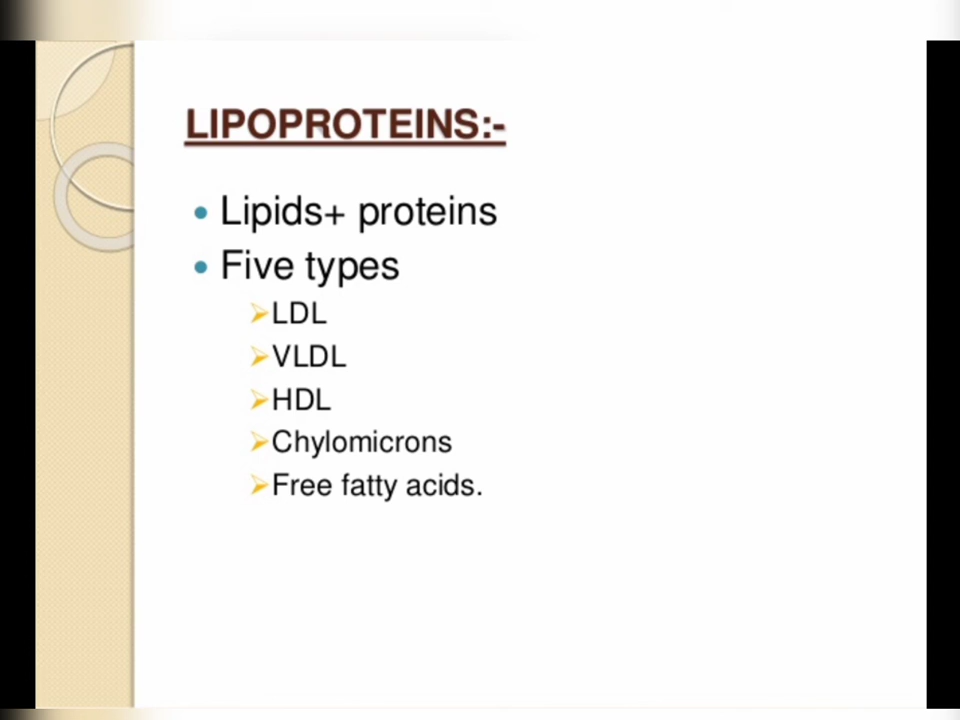 LIPOPROTEINS:-
Lipids+ proteins
Five types
LDL
VLDL
HDL
Chylomicrons
Free fatty acids.